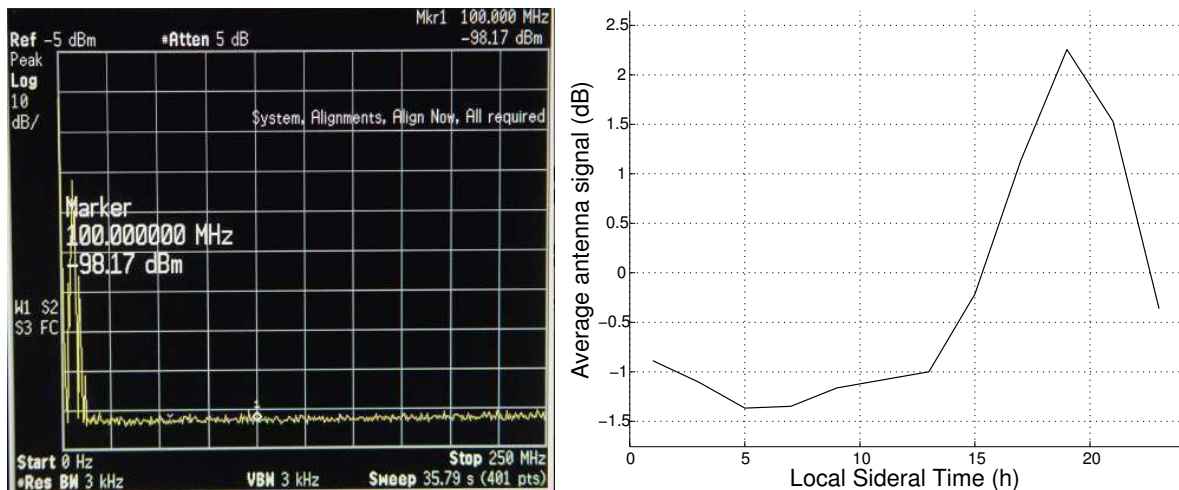 Mkr1 100.000 MHz
Ref -5 dBm *Atten 5 dB -98.17 dBm
Peak
Log
10
dB/
System, Alignments, Align Now, All required
Marker
100.000000 MHz
-98.17 dBm
W1 S2
S3 FC
1
Start 0 Hz Stop 250 MHz
*Res BW 3 kHz VBW 3 kHz Sweep 35.79 s (401 pts)
Average antenna signal (dB)
2.5
2
1.5
1
0.5
0
−0.5
−1
−1.5
0 5 10 15 20
Local Sideral Time (h)